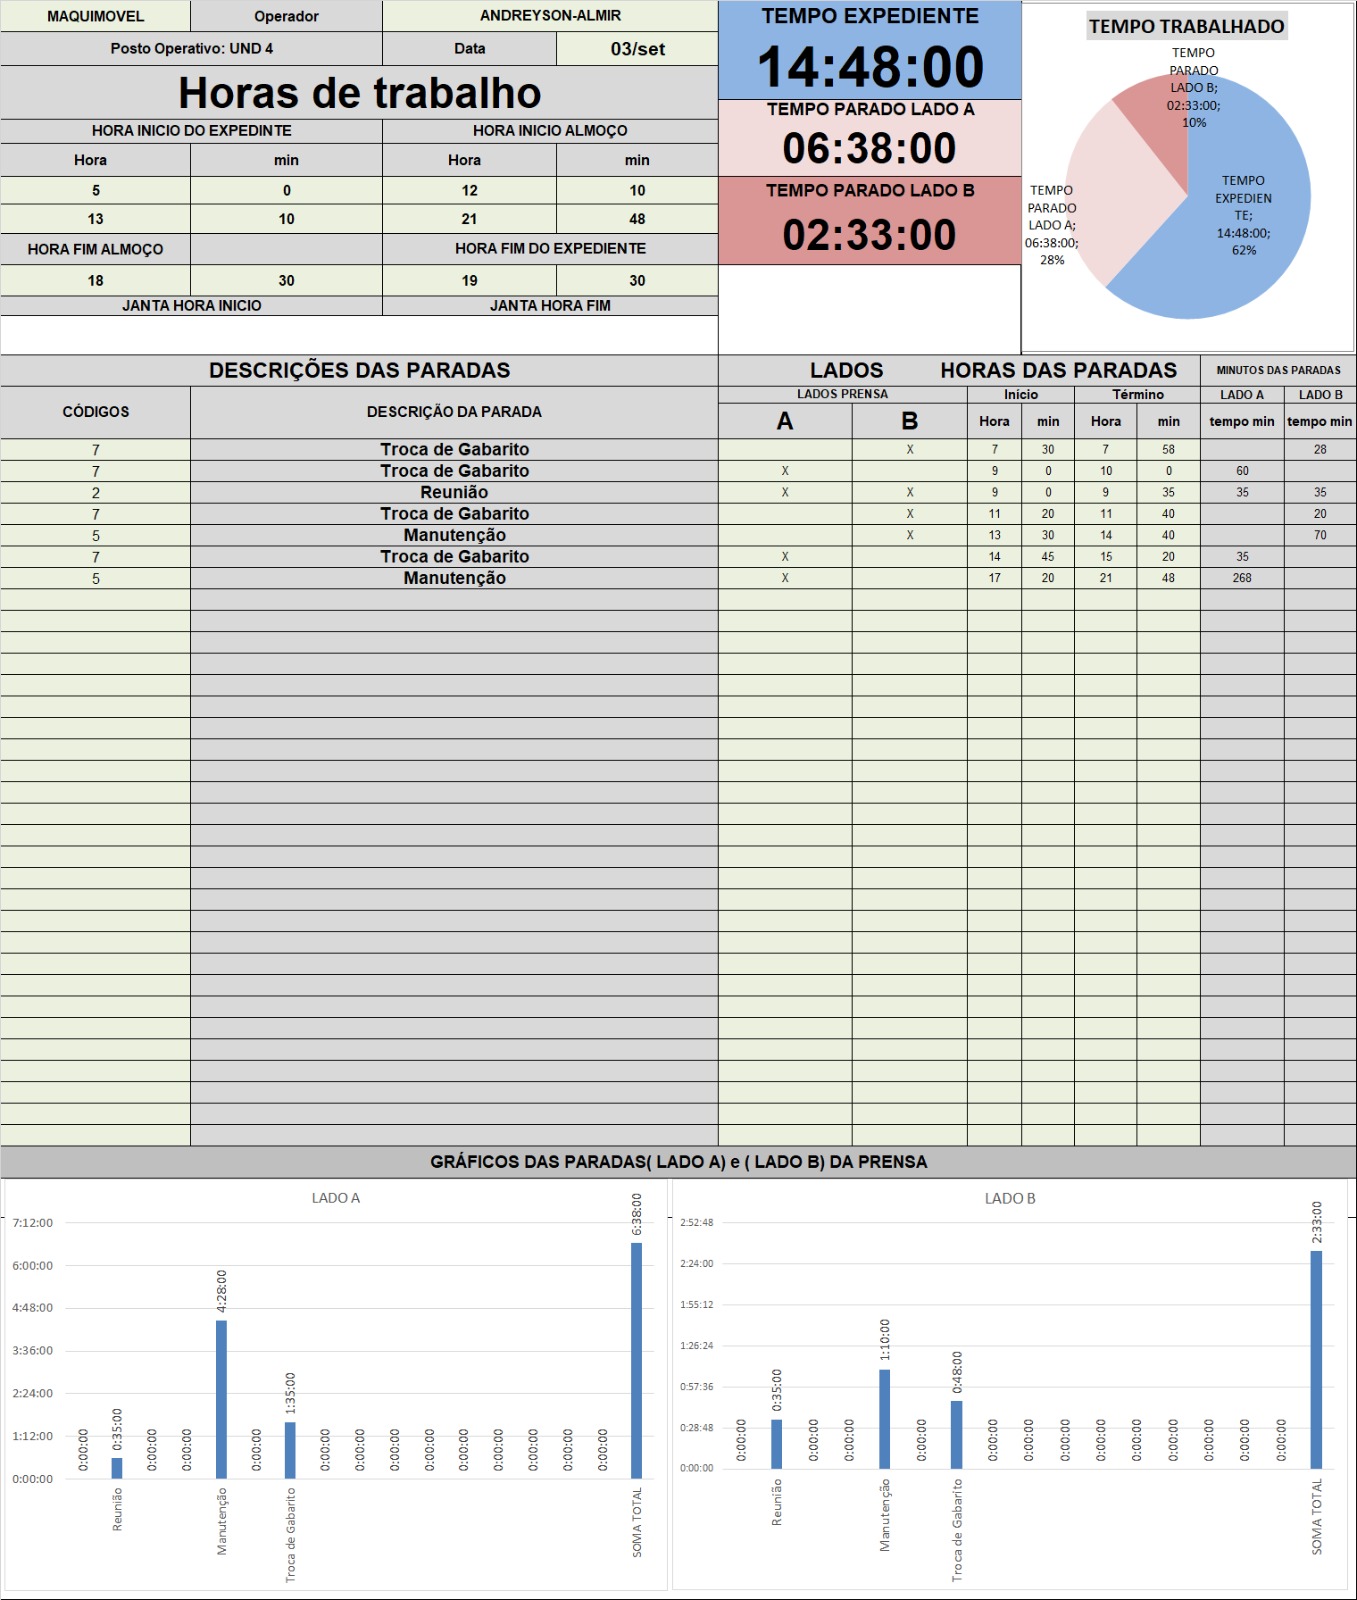 MAQUIMOVEL Operador ANDREYSON-ALMIR
Posto Operativo: UND 4 Data 03/set
Horas de trabalho
HORA INICIO DO EXPEDINTE HORA INICIO ALMOÇO
Hora min Hora min
5 0 12 10
13 10 21 48
HORA FIM ALMOÇO HORA FIM DO EXPEDIENTE
18 30 19 30
JANTA HORA INICIO JANTA HORA FIM
TEMPO EXPEDIENTE
14:48:00
TEMPO PARADO LADO A
06:38:00
TEMPO PARADO LADO B
02:33:00
TEMPO TRABALHADO
TEMPO
PARADO
LADO B;
02:33:00;
10%
TEMPO
EXPEDIEN
TE;
14:48:00;
62%
TEMPO
PARADO
LADO A;
06:38:00;
28%
DESCRIÇÕES DAS PARADAS LADOS HORAS DAS PARADAS MINUTOS DAS PARADAS
CÓDIGOS DESCRIÇÃO DA PARADA LADOS PRENSA Início Término LADO A LADO B
A B Hora min Hora min tempo min tempo min
7 Troca de Gabarito X 7 30 7 58 28
7 Troca de Gabarito X 9 0 10 0 60
2 Reunião X X 9 0 9 35 35 35
7 Troca de Gabarito X 11 20 11 40 20
5 Manutenção X 13 30 14 40 70
7 Troca de Gabarito X 14 45 15 20 35
5 Manutenção X 17 20 21 48 268
GRÁFICOS DAS PARADAS( LADO A) e ( LADO B) DA PRENSA
LADO A
7:12:00
6:00:00
4:48:00
3:36:00
2:24:00
1:12:00
0:00:00
0:00:00 0:35:00 0:00:00 0:00:00 4:28:00 0:00:00 1:35:00 0:00:00 0:00:00 0:00:00 0:00:00 0:00:00 0:00:00 0:00:00 0:00:00 0:00:00 6:38:00
Reunião Manutenção Troca de Gabarito SOMA TOTAL
LADO B
2:52:48
2:24:00
1:55:12
1:26:24
0:57:36
0:28:48
0:00:00
0:00:00 0:35:00 0:00:00 0:00:00 1:10:00 0:00:00 0:48:00 0:00:00 0:00:00 0:00:00 0:00:00 0:00:00 0:00:00 0:00:00 0:00:00 0:00:00 2:33:00
Reunião Manutenção Troca de Gabarito SOMA TOTAL